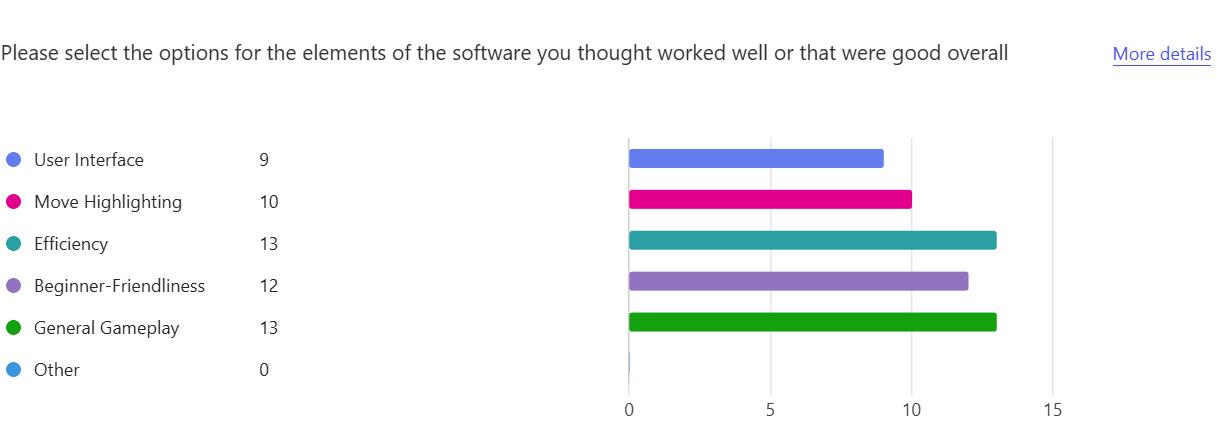 Please select the options for the elements of the software you thought worked well or that were good overall
More details
User Interface 9
Move Highlighting 10
Efficiency 13
Beginner-Friendliness 12
General Gameplay 13
Other 0
0 5 10 15